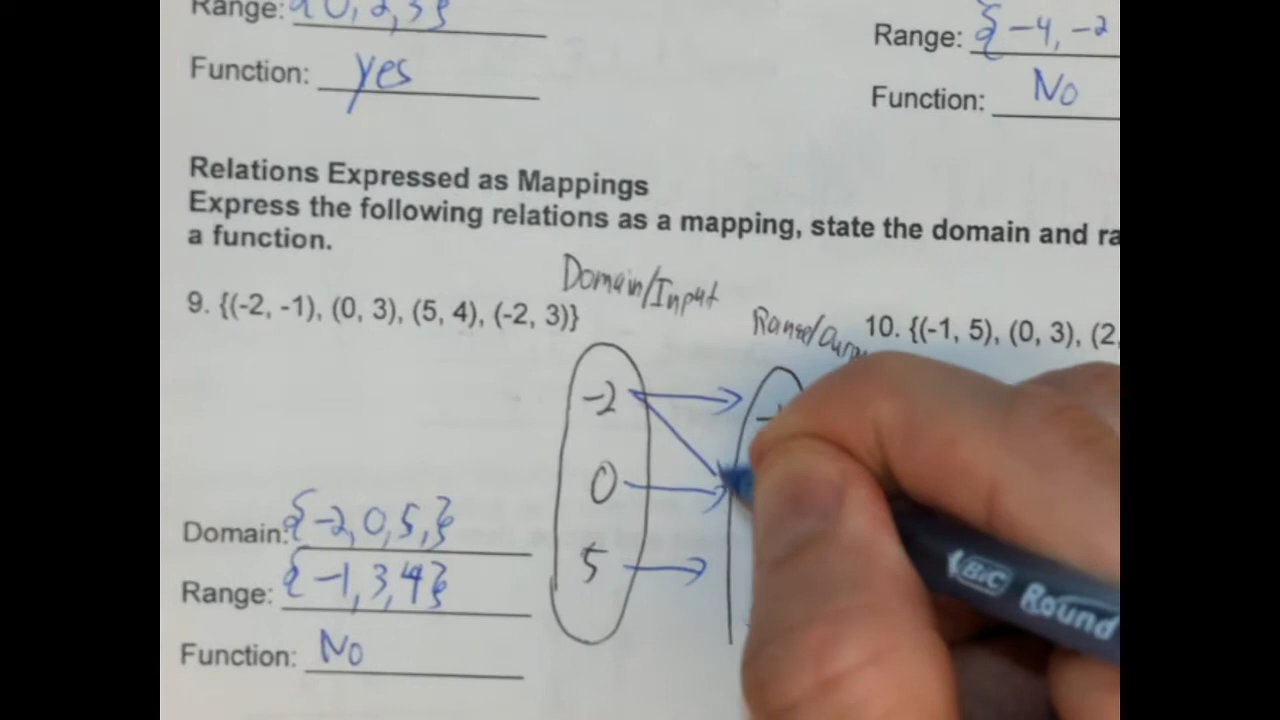 Range: {0, 2, 3}
Range: {-4, -2
Function: yes
Function: No
Relations Expressed as Mappings
Express the following relations as a mapping, state the domain and ra
a function.
Domain/Input
9. {(-2, -1), (0, 3), (5, 4), (-2, 3)}
Range/Ou
10. {(-1, 5), (0, 3), (2,
-2
0
5
Domain: {-2, 0, 5,}
Range: {-1, 3, 4}
Function: No
BIC Round